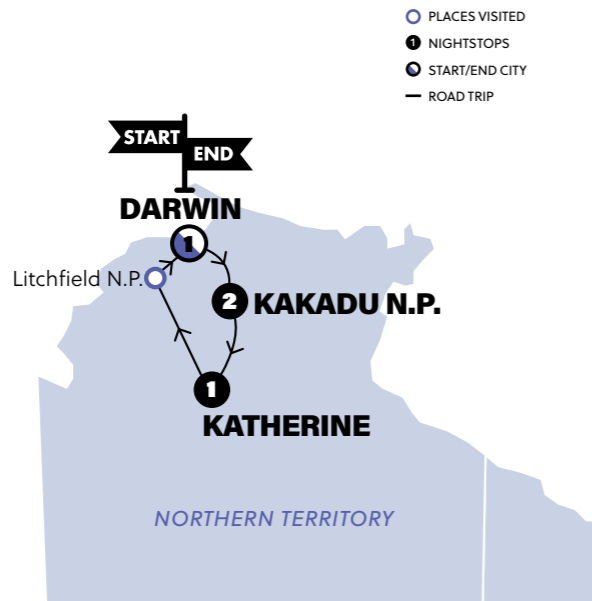 PLACES VISITED
1 NIGHTSTOPS
START/END CITY
ROAD TRIP
START
END
DARWIN
1
Litchfield N.P.
2 KAKADU N.P.
1
KATHERINE
NORTHERN TERRITORY